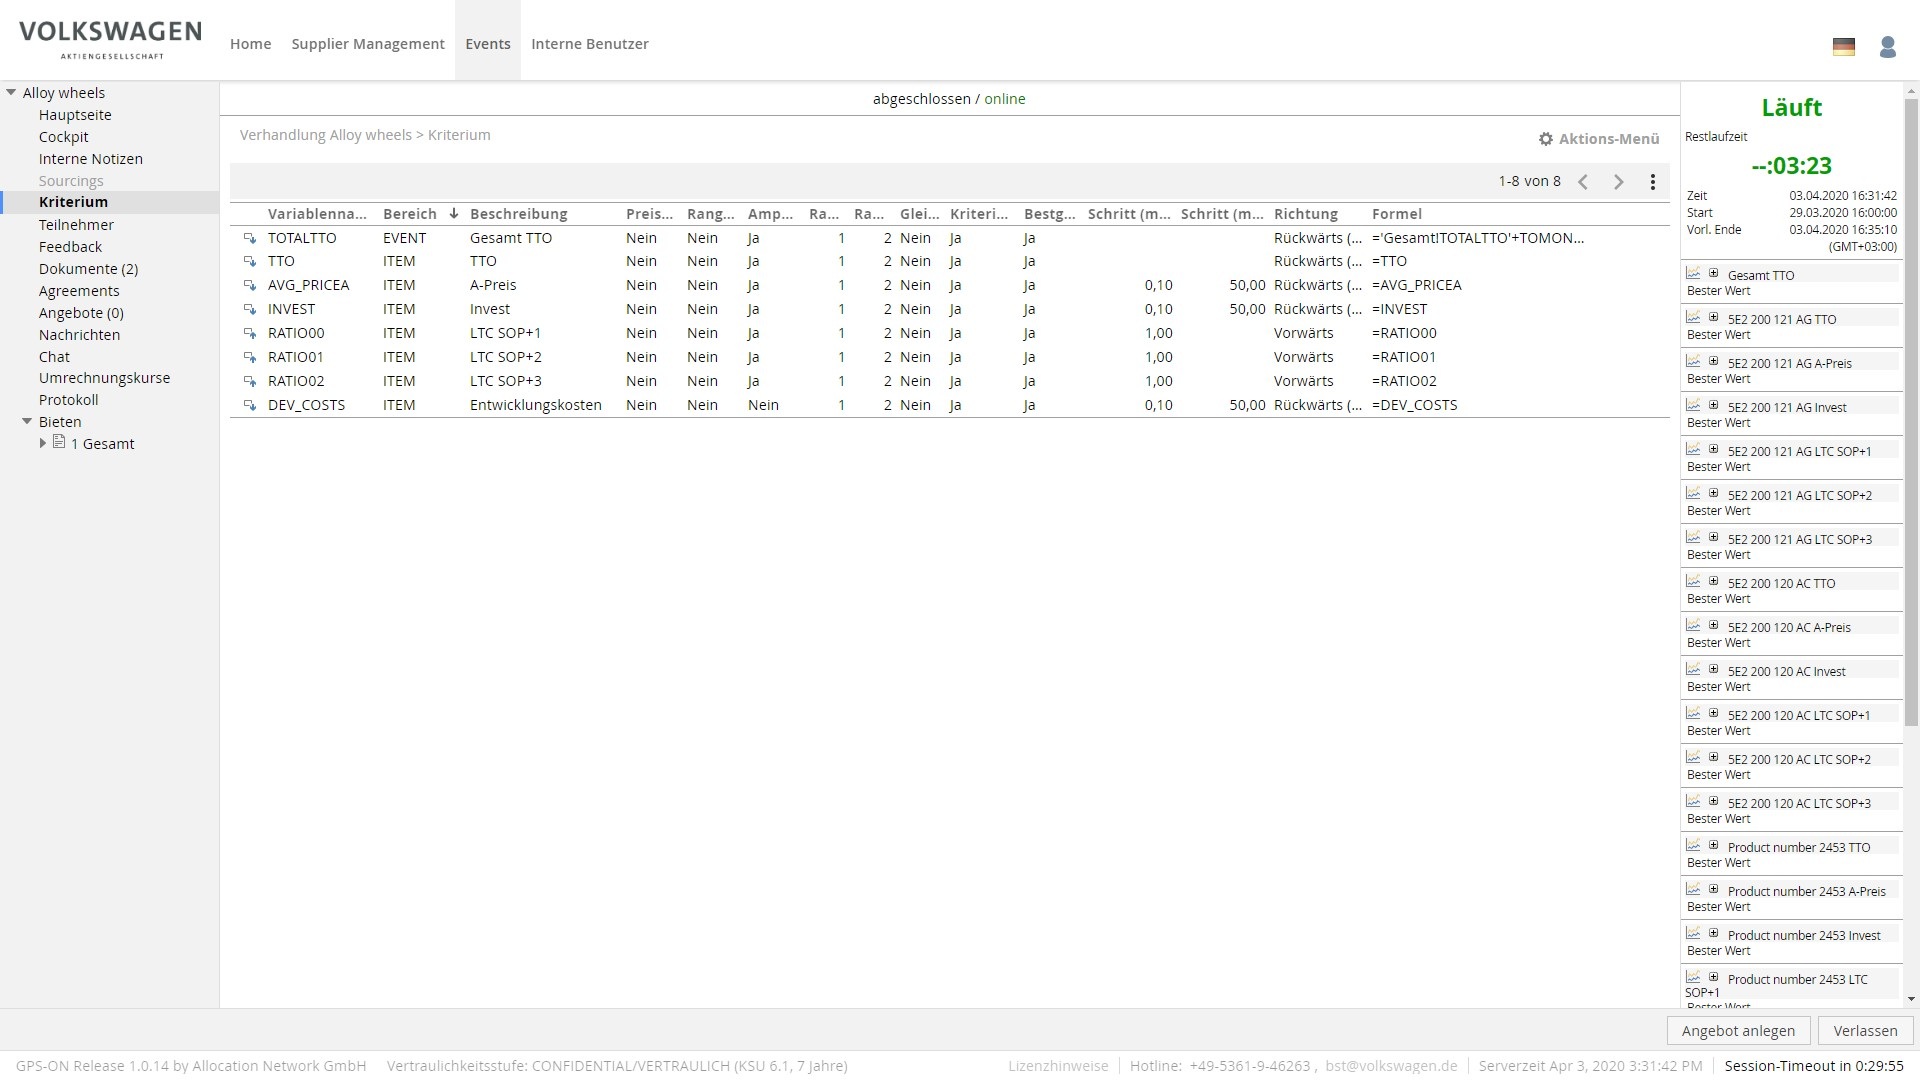 VOLKSWAGEN
AKTIENGESELLSCHAFT
Home Supplier Management Events Interne Benutzer
Alloy wheels
Hauptseite
Cockpit
Interne Notizen
Sourcings
Kriterium
Teilnehmer
Feedback
Dokumente (2)
Agreements
Angebote (0)
Nachrichten
Chat
Umrechnungskurse
Protokoll
Bieten
1 Gesamt
abgeschlossen / online
Verhandlung Alloy wheels > Kriterium
Aktions-Menü
1-8 von 8
Variablenna... Bereich Beschreibung Preis... Rang... Amp... Ra... Ra... Glei... Kriteri... Bestg... Schritt (m... Schritt (m... Richtung Formel
TOTALTTO EVENT Gesamt TTO Nein Nein Ja 1 2 Nein Ja Ja Rückwärts (... ='Gesamt!TOTALTTO'+TOMON...
TTO ITEM TTO Nein Nein Ja 1 2 Nein Ja Ja Rückwärts (... =TTO
AVG_PRICEA ITEM A-Preis Nein Nein Ja 1 2 Nein Ja Ja 0,10 50,00 Rückwärts (... =AVG_PRICEA
INVEST ITEM Invest Nein Nein Ja 1 2 Nein Ja Ja 0,10 50,00 Rückwärts (... =INVEST
RATIO00 ITEM LTC SOP+1 Nein Nein Ja 1 2 Nein Ja Ja 1,00 Vorwärts =RATIO00
RATIO01 ITEM LTC SOP+2 Nein Nein Ja 1 2 Nein Ja Ja 1,00 Vorwärts =RATIO01
RATIO02 ITEM LTC SOP+3 Nein Nein Ja 1 2 Nein Ja Ja 1,00 Vorwärts =RATIO02
DEV_COSTS ITEM Entwicklungskosten Nein Nein Nein 1 2 Nein Ja Ja 0,10 50,00 Rückwärts (... =DEV_COSTS
Läuft
Restlaufzeit
--:03:23
Zeit 03.04.2020 16:31:42
Start 29.03.2020 16:00:00
Vorl. Ende 03.04.2020 16:35:10
(GMT+03:00)
Gesamt TTO
Bester Wert
5E2 200 121 AG TTO
Bester Wert
5E2 200 121 AG A-Preis
Bester Wert
5E2 200 121 AG Invest
Bester Wert
5E2 200 121 AG LTC SOP+1
Bester Wert
5E2 200 121 AG LTC SOP+2
Bester Wert
5E2 200 121 AG LTC SOP+3
Bester Wert
5E2 200 120 AC TTO
Bester Wert
5E2 200 120 AC A-Preis
Bester Wert
5E2 200 120 AC Invest
Bester Wert
5E2 200 120 AC LTC SOP+1
Bester Wert
5E2 200 120 AC LTC SOP+2
Bester Wert
5E2 200 120 AC LTC SOP+3
Bester Wert
Product number 2453 TTO
Bester Wert
Product number 2453 A-Preis
Bester Wert
Product number 2453 Invest
Bester Wert
Product number 2453 LTC
SOP+1
Bester Wert
Angebot anlegen Verlassen
GPS-ON Release 1.0.14 by Allocation Network GmbH Vertraulichkeitsstufe: CONFIDENTIAL/VERTRAULICH (KSU 6.1, 7 Jahre) Lizenzhinweise Hotline: +49-5361-9-46263 , bst@volkswagen.de Serverzeit Apr 3, 2020 3:31:42 PM Session-Timeout in 0:29:55